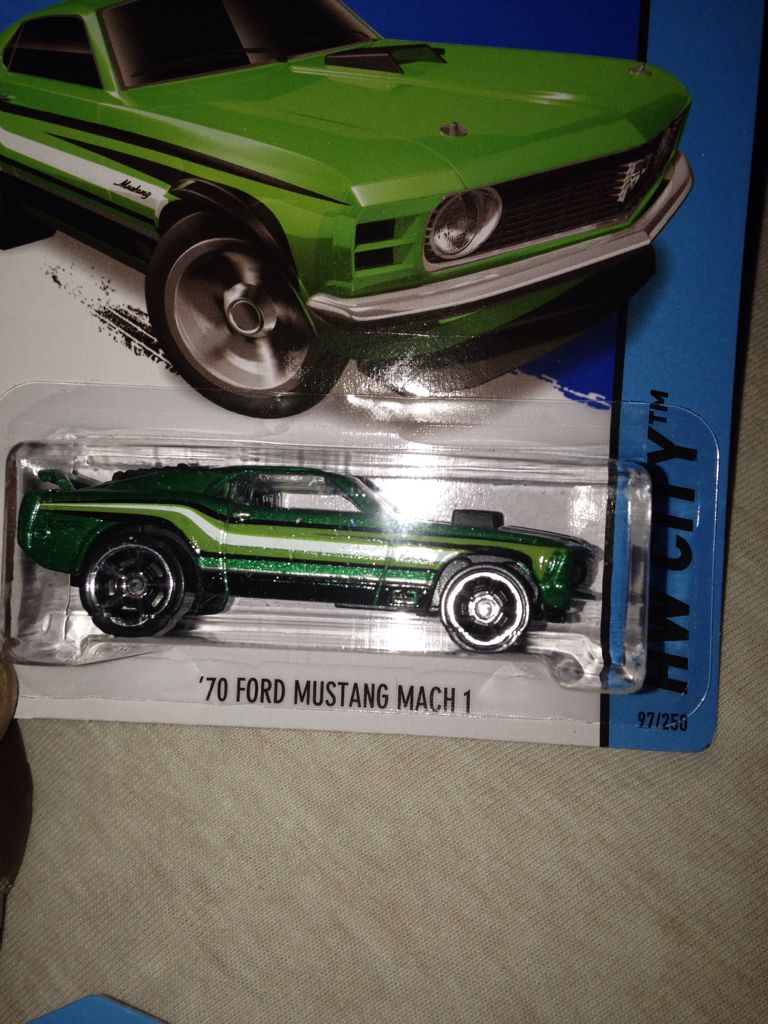 Mustang
HW CITY™
'70 FORD MUSTANG MACH 1
97/250